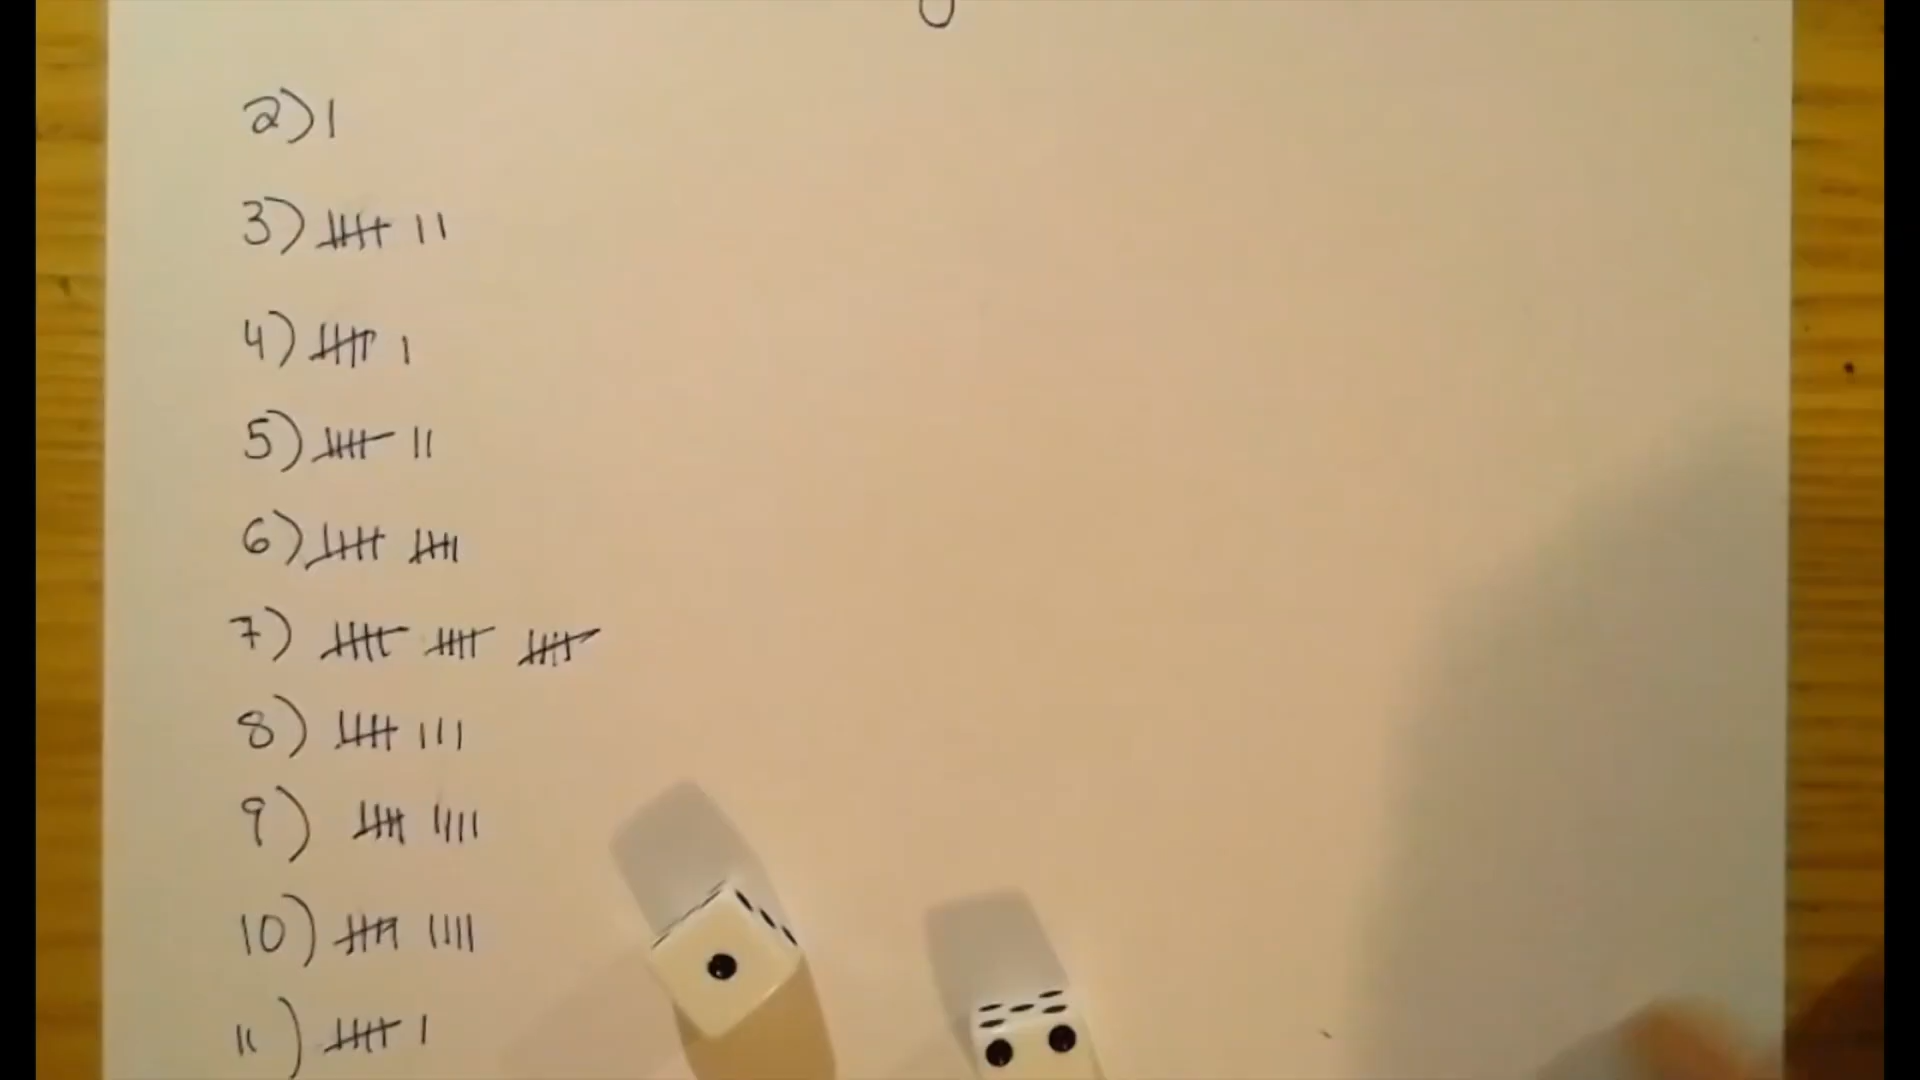 2) |
3) 卌 ||
4) 卌 |
5) 卌 ||
6) 卌 卌
7) 卌 卌 卌
8) 卌 |||
9) 卌 ||||
10) 卌 ||||
11) 卌 |